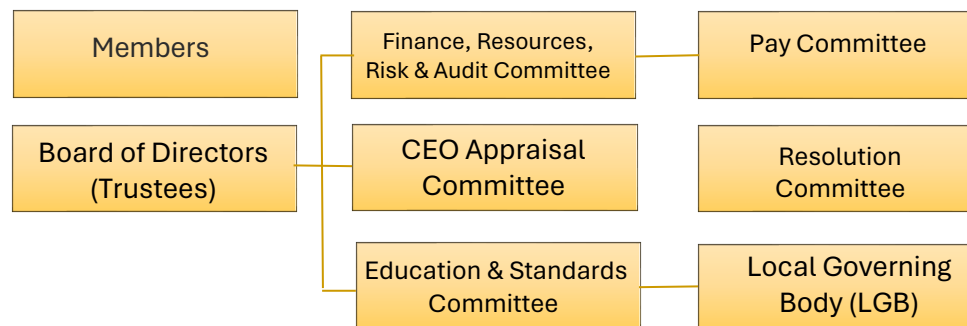 Members
Finance, Resources,
Risk & Audit Committee
Pay Committee
Board of Directors
(Trustees)
CEO Appraisal
Committee
Resolution
Committee
Education & Standards
Committee
Local Governing
Body (LGB)